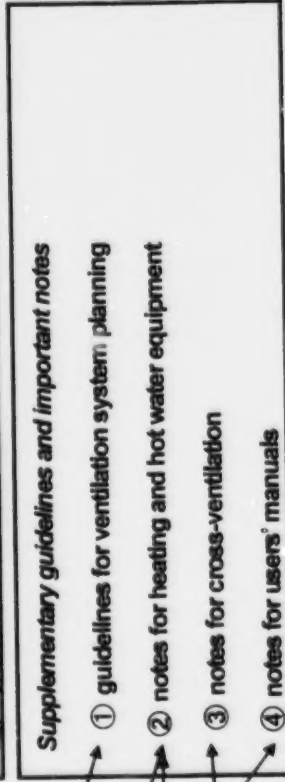 Supplementary guidelines and important notes
① guidelines for ventilation system planning
② notes for heating and hot water equipment
③ notes for cross-ventilation
④ notes for users' manuals